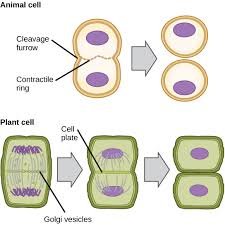 Animal cell
Cleavage
furrow
Contractile
ring
Plant cell
Cell
plate
Golgi vesicles